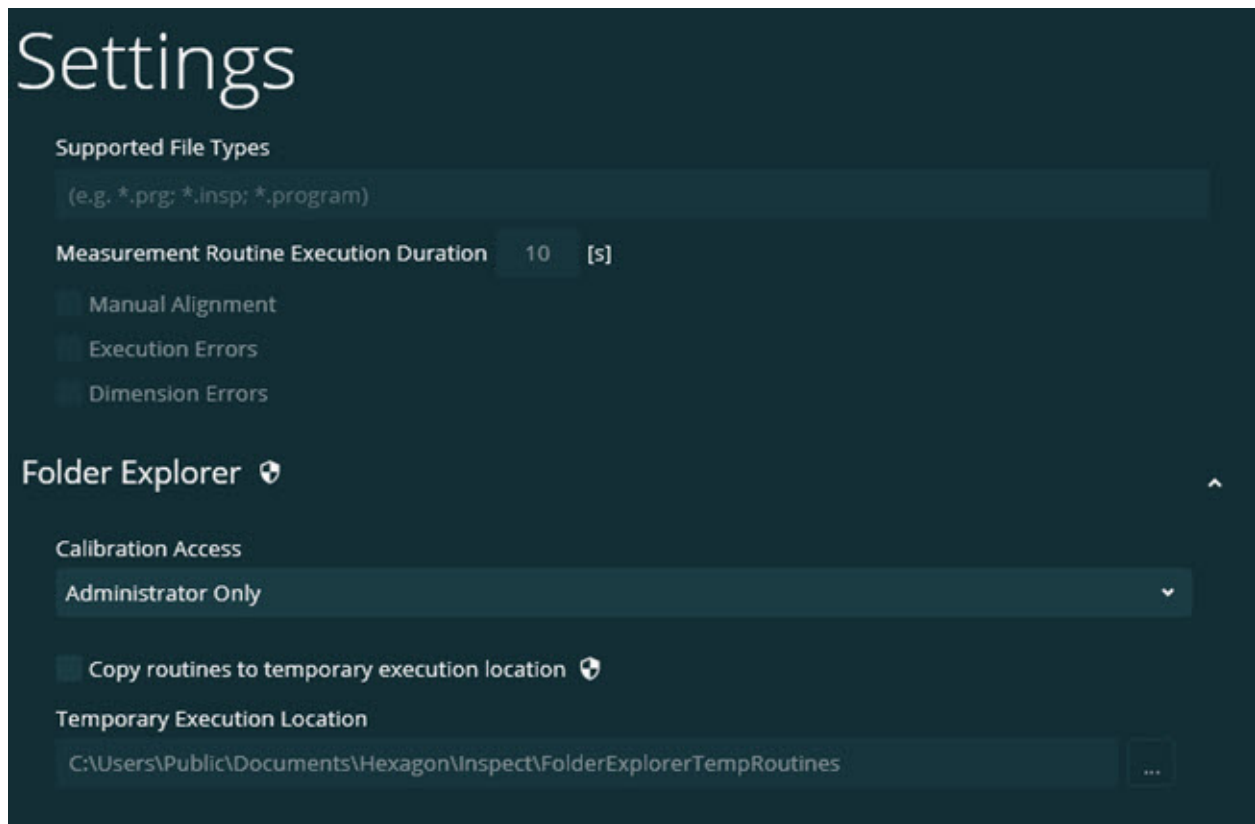 Settings
Supported File Types
(e.g. *.prg; *.insp; *.program)
Measurement Routine Execution Duration 10 [s]
Manual Alignment
Execution Errors
Dimension Errors
Folder Explorer
Calibration Access
Administrator Only
Copy routines to temporary execution location
Temporary Execution Location
C:\Users\Public\Documents\Hexagon\Inspect\FolderExplorerTempRoutines
...